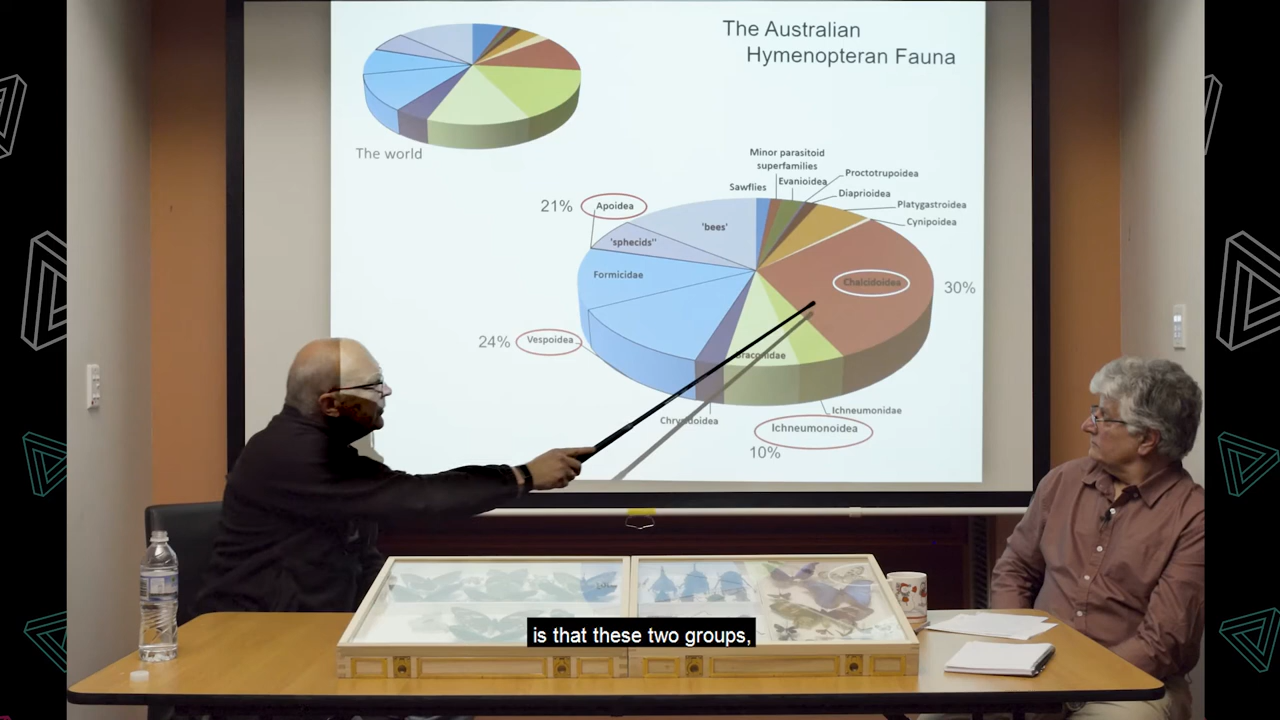 The Australian
Hymenopteran Fauna
The world
Minor parasitoid
superfamilies
Proctotrupoidea
Sawflies
Evanioidea
Diaprioidea
21%
Apoidea
Platygastroidea
Cynipoidea
'bees'
'sphecids''
Formicidae
Chalcidoidea
30%
24%
Vespoidea
Braconidae
Ichneumonidae
Chrysidoidea
Ichneumonoidea
10%
is that these two groups,